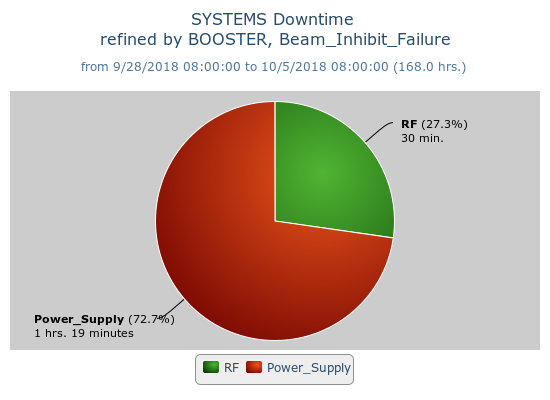 SYSTEMS Downtime
refined by BOOSTER, Beam_Inhibit_Failure
from 9/28/2018 08:00:00 to 10/5/2018 08:00:00 (168.0 hrs.)
RF (27.3%)
30 min.
Power_Supply (72.7%)
1 hrs. 19 minutes
RF Power_Supply